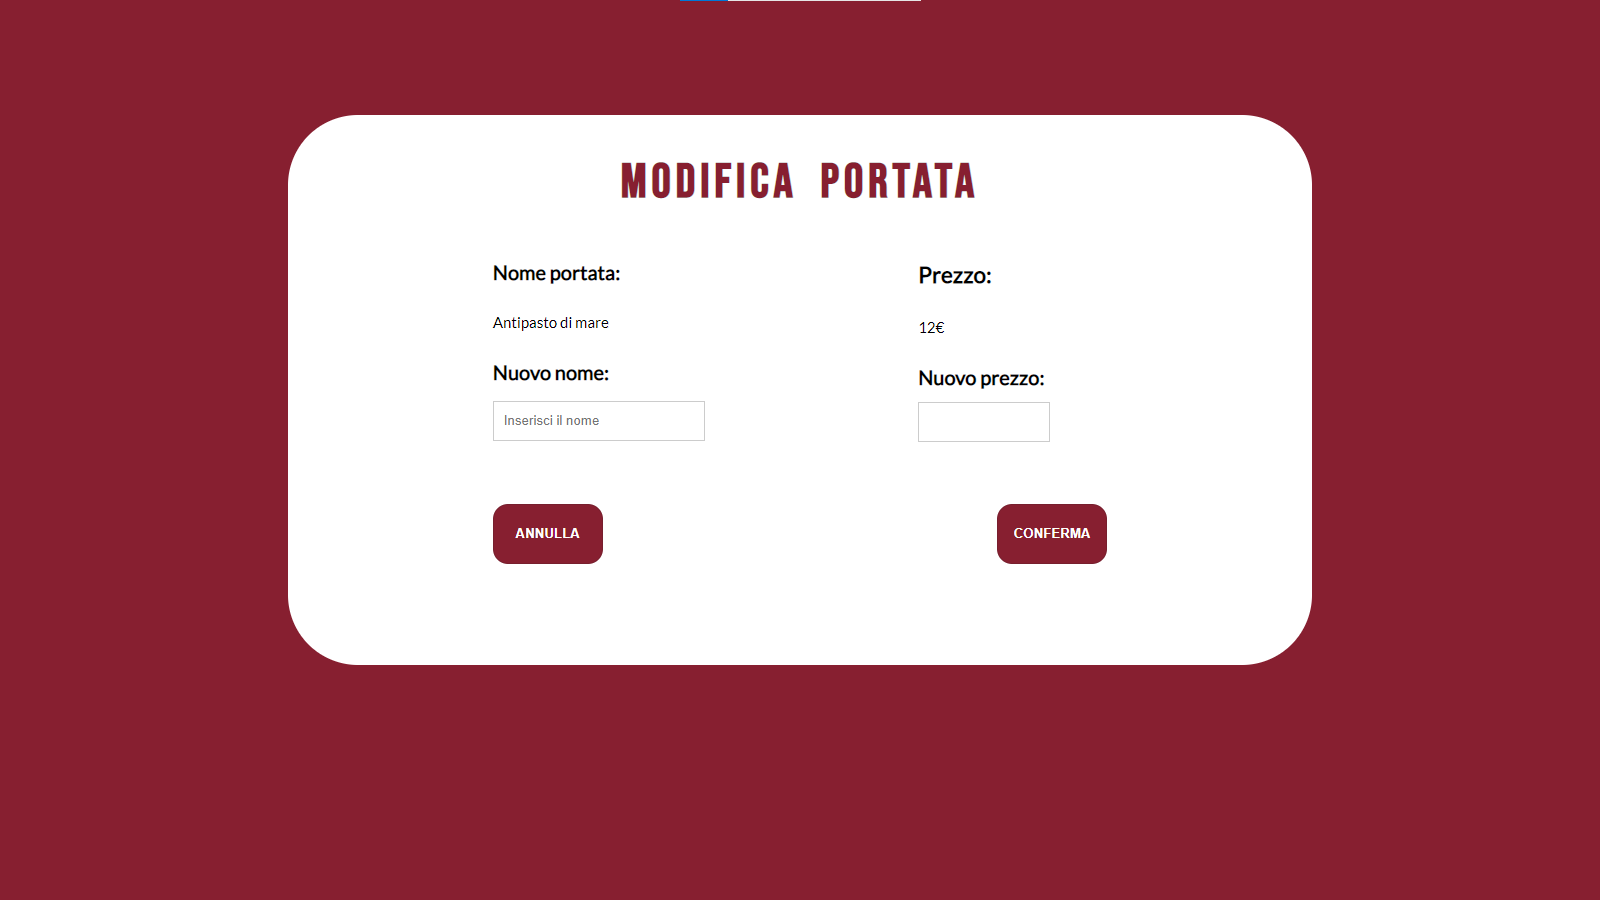 MODIFICA PORTATA
Nome portata:
Antipasto di mare
Nuovo nome:
Inserisci il nome
Prezzo:
12€
Nuovo prezzo:
ANNULLA
CONFERMA